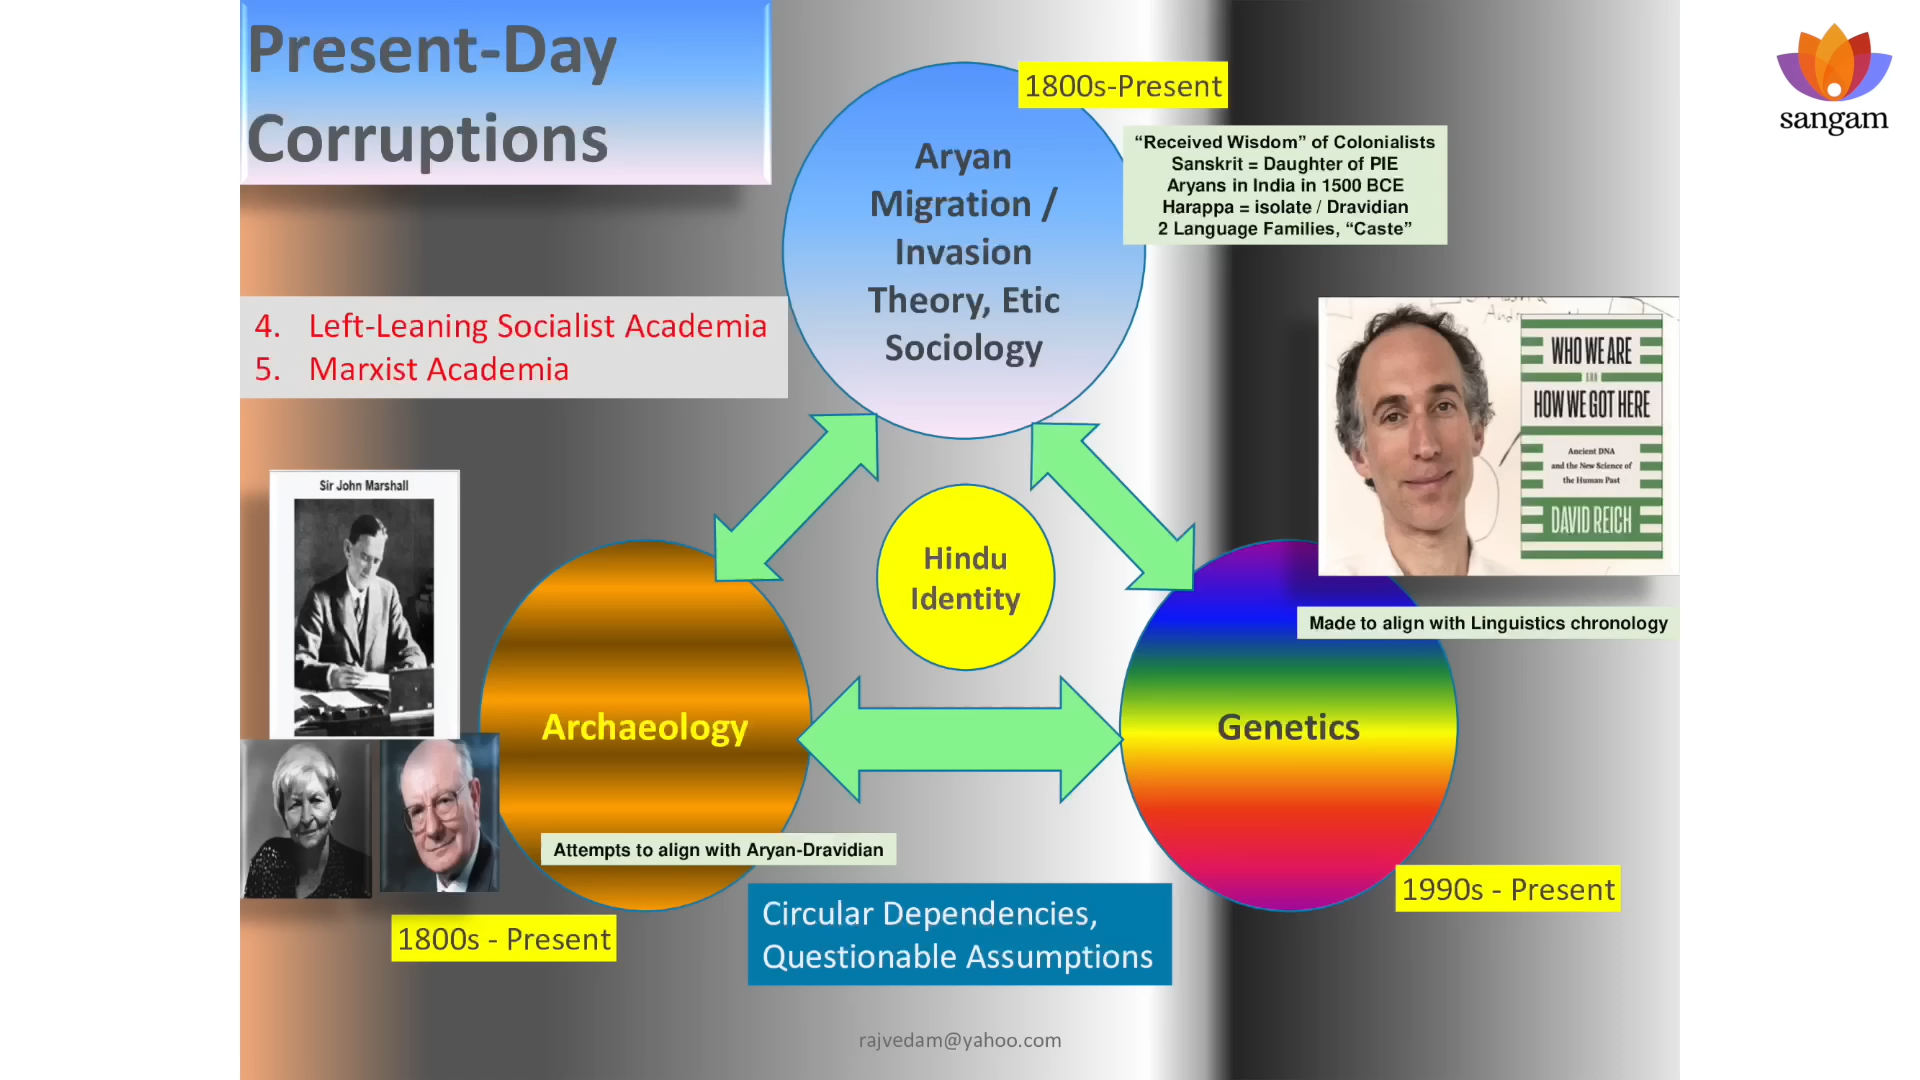 Present-Day
Corruptions
sangam
1800s-Present
Aryan
Migration /
Invasion
Theory, Etic
Sociology
“Received Wisdom” of Colonialists
Sanskrit = Daughter of PIE
Aryans in India in 1500 BCE
Harappa = isolate / Dravidian
2 Language Families, “Caste”
4. Left-Leaning Socialist Academia
5. Marxist Academia
WHO WE ARE
AND
HOW WE GOT HERE
Ancient DNA
and the New Science of
the Human Past
DAVID REICH
Sir John Marshall
Hindu
Identity
Made to align with Linguistics chronology
Archaeology
Genetics
Attempts to align with Aryan-Dravidian
1990s - Present
1800s - Present
Circular Dependencies,
Questionable Assumptions
rajvedam@yahoo.com